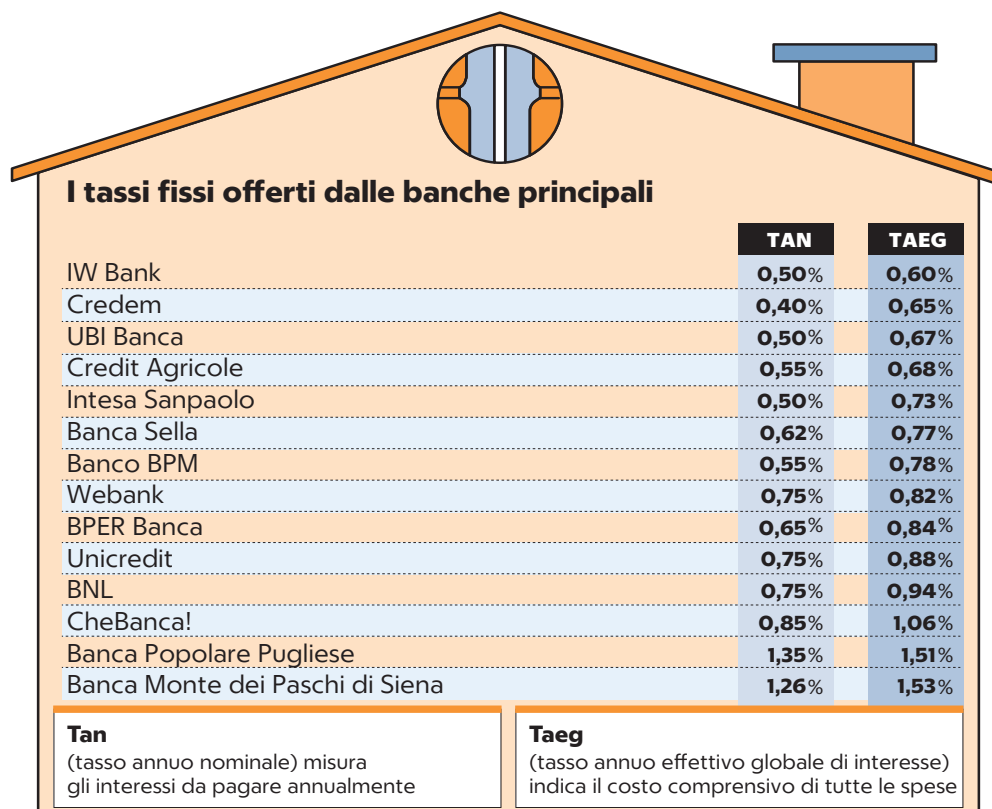 I tassi fissi offerti dalle banche principali
TAN TAEG
IW Bank 0,50% 0,60%
Credem 0,40% 0,65%
UBI Banca 0,50% 0,67%
Credit Agricole 0,55% 0,68%
Intesa Sanpaolo 0,50% 0,73%
Banca Sella 0,62% 0,77%
Banco BPM 0,55% 0,78%
Webank 0,75% 0,82%
BPER Banca 0,65% 0,84%
Unicredit 0,75% 0,88%
BNL 0,75% 0,94%
CheBanca! 0,85% 1,06%
Banca Popolare Pugliese 1,35% 1,51%
Banca Monte dei Paschi di Siena 1,26% 1,53%
Tan
(tasso annuo nominale) misura
gli interessi da pagare annualmente
Taeg
(tasso annuo effettivo globale di interesse)
indica il costo comprensivo di tutte le spese